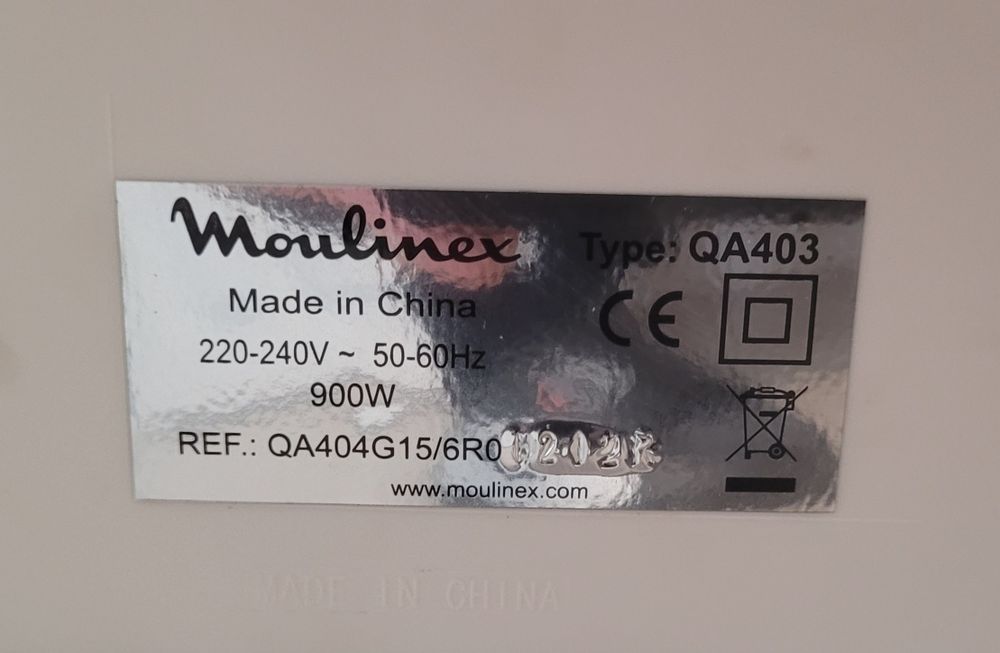 Moulinex
Type: QA403
Made in China
CE
220-240V ~ 50-60Hz
900W
REF.: QA404G15/6R0
www.moulinex.com
MADE IN CHINA